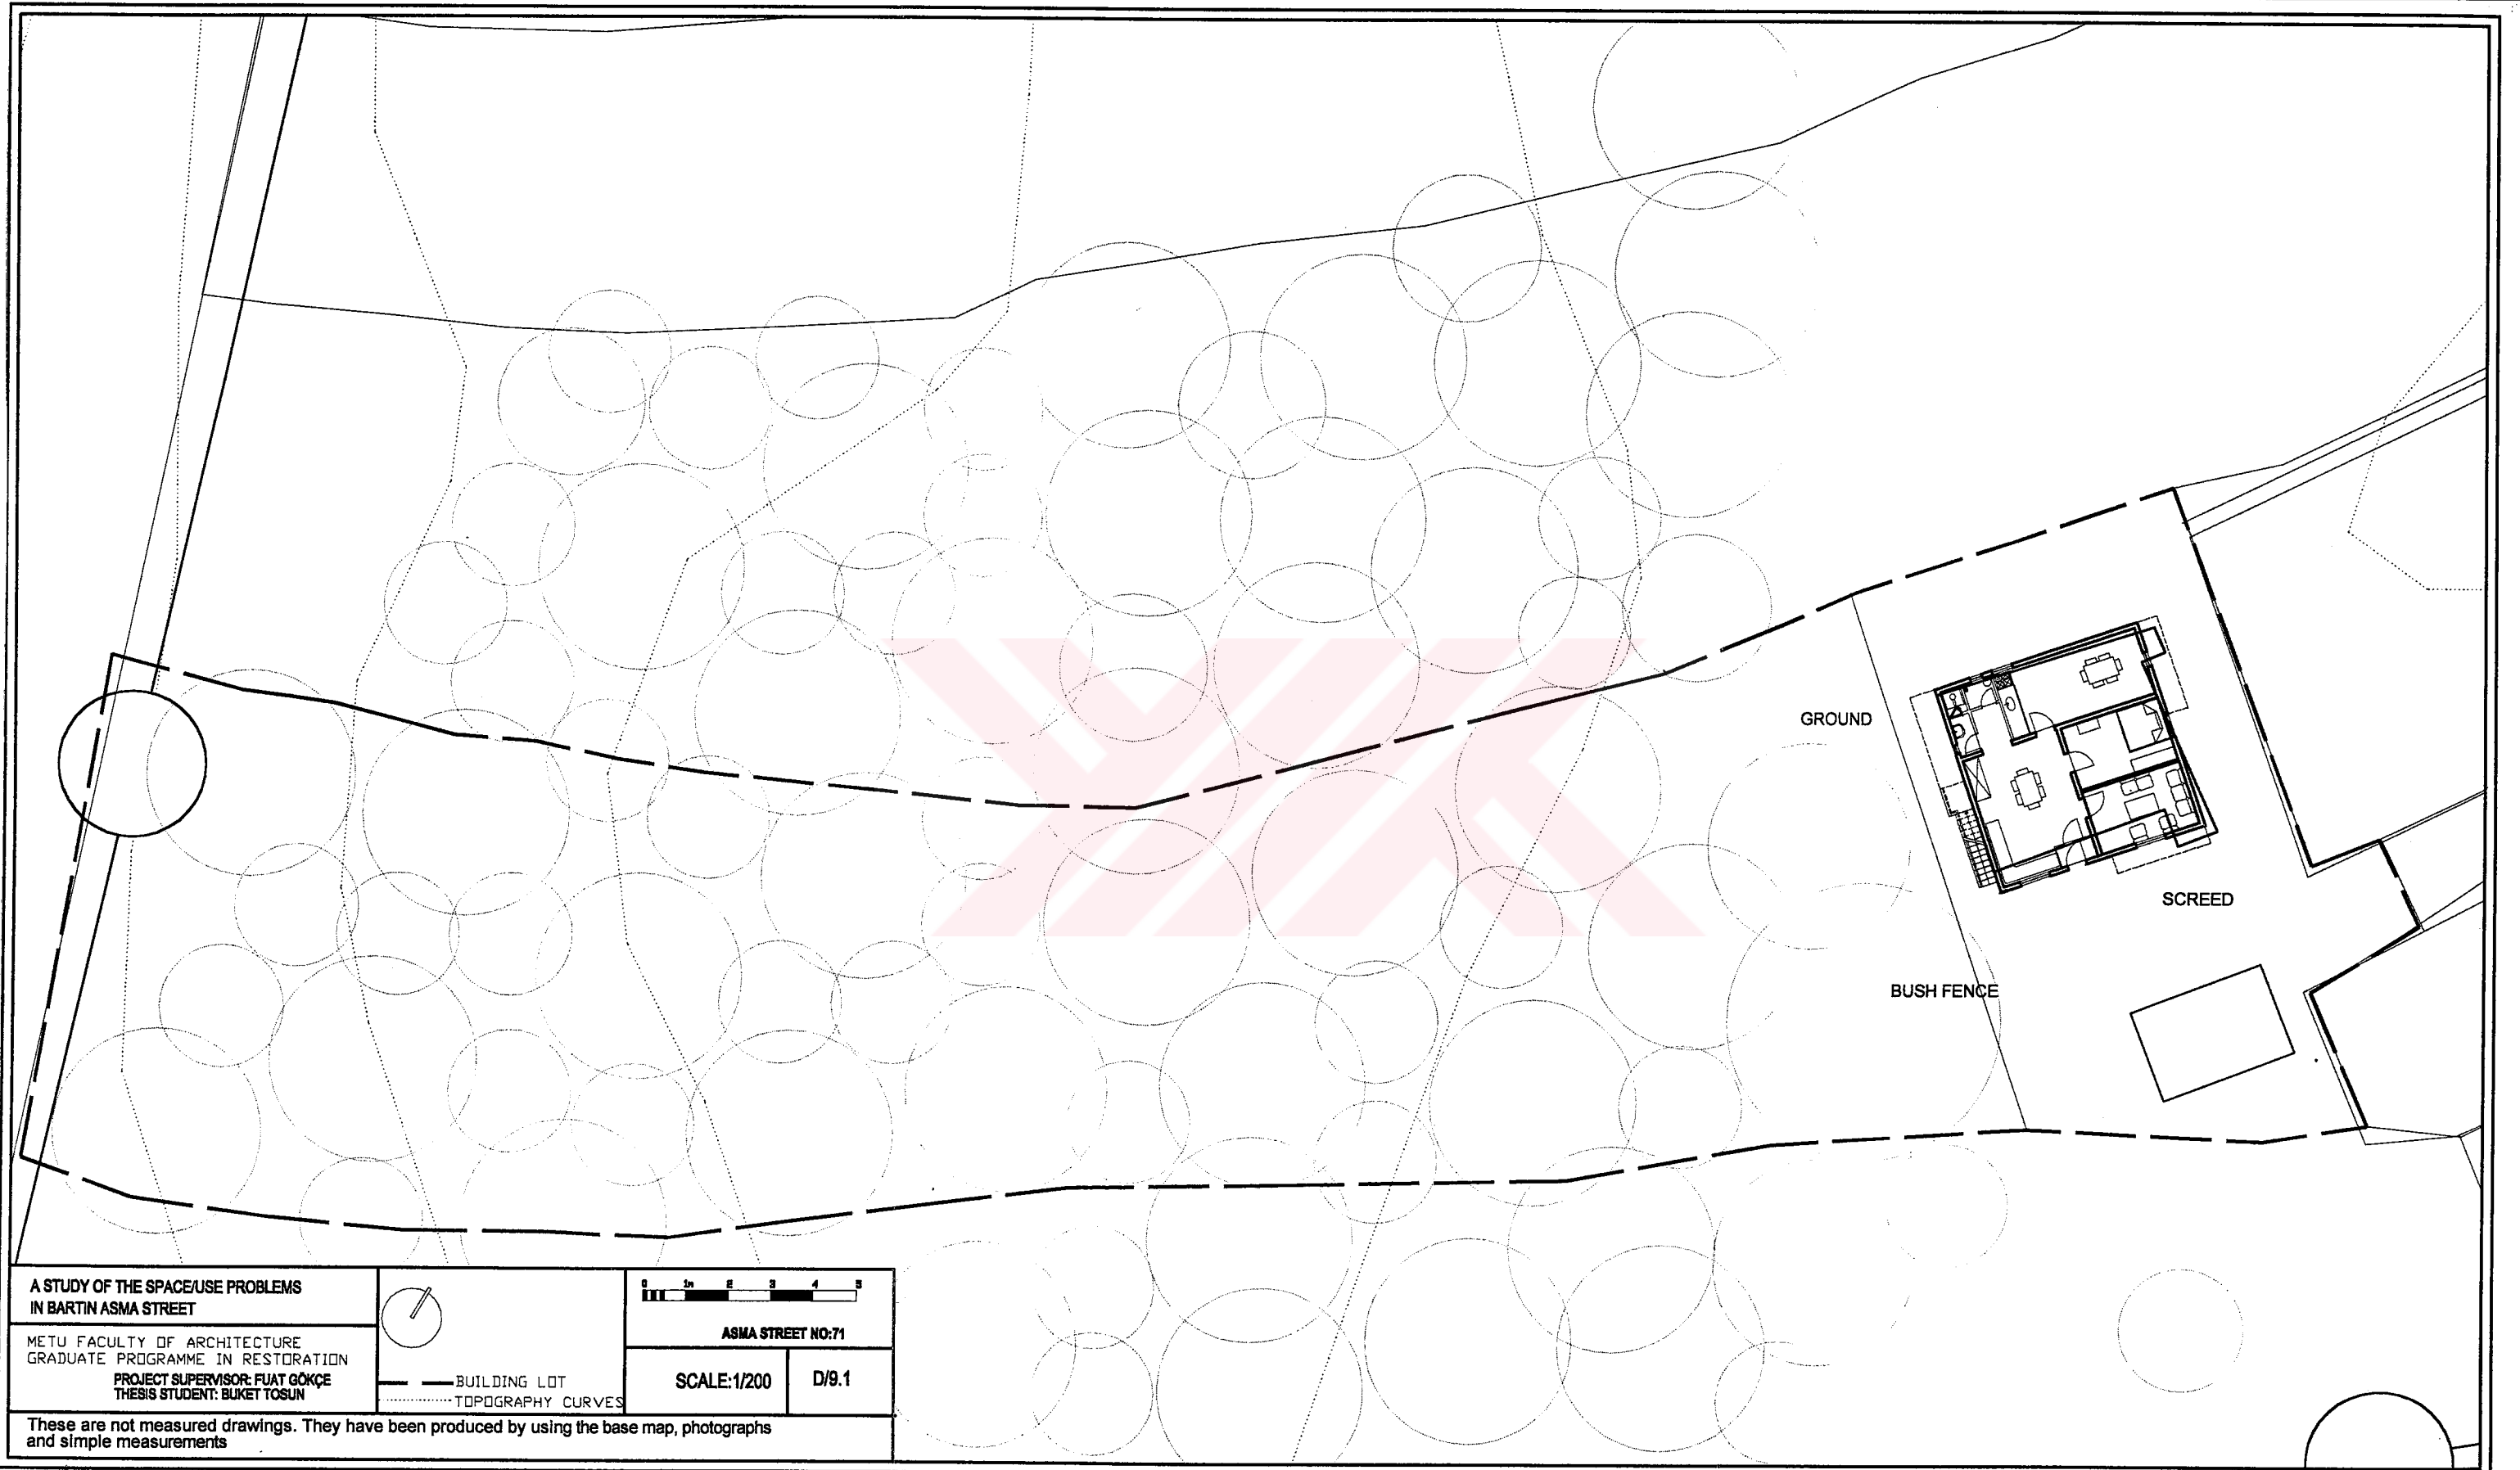 GROUND
SCREED
BUSH FENCE
A STUDY OF THE SPACE/USE PROBLEMS
IN BARTIN ASMA STREET
METU FACULTY OF ARCHITECTURE
GRADUATE PROGRAMME IN RESTORATION
PROJECT SUPERVISOR: FUAT GÖKÇE
THESIS STUDENT: BUKET TOSUN
BUILDING LOT
TOPOGRAPHY CURVES
0 1m 2 3 4 5
ASMA STREET NO:71
SCALE:1/200
D/9.1
These are not measured drawings. They have been produced by using the base map, photographs
and simple measurements